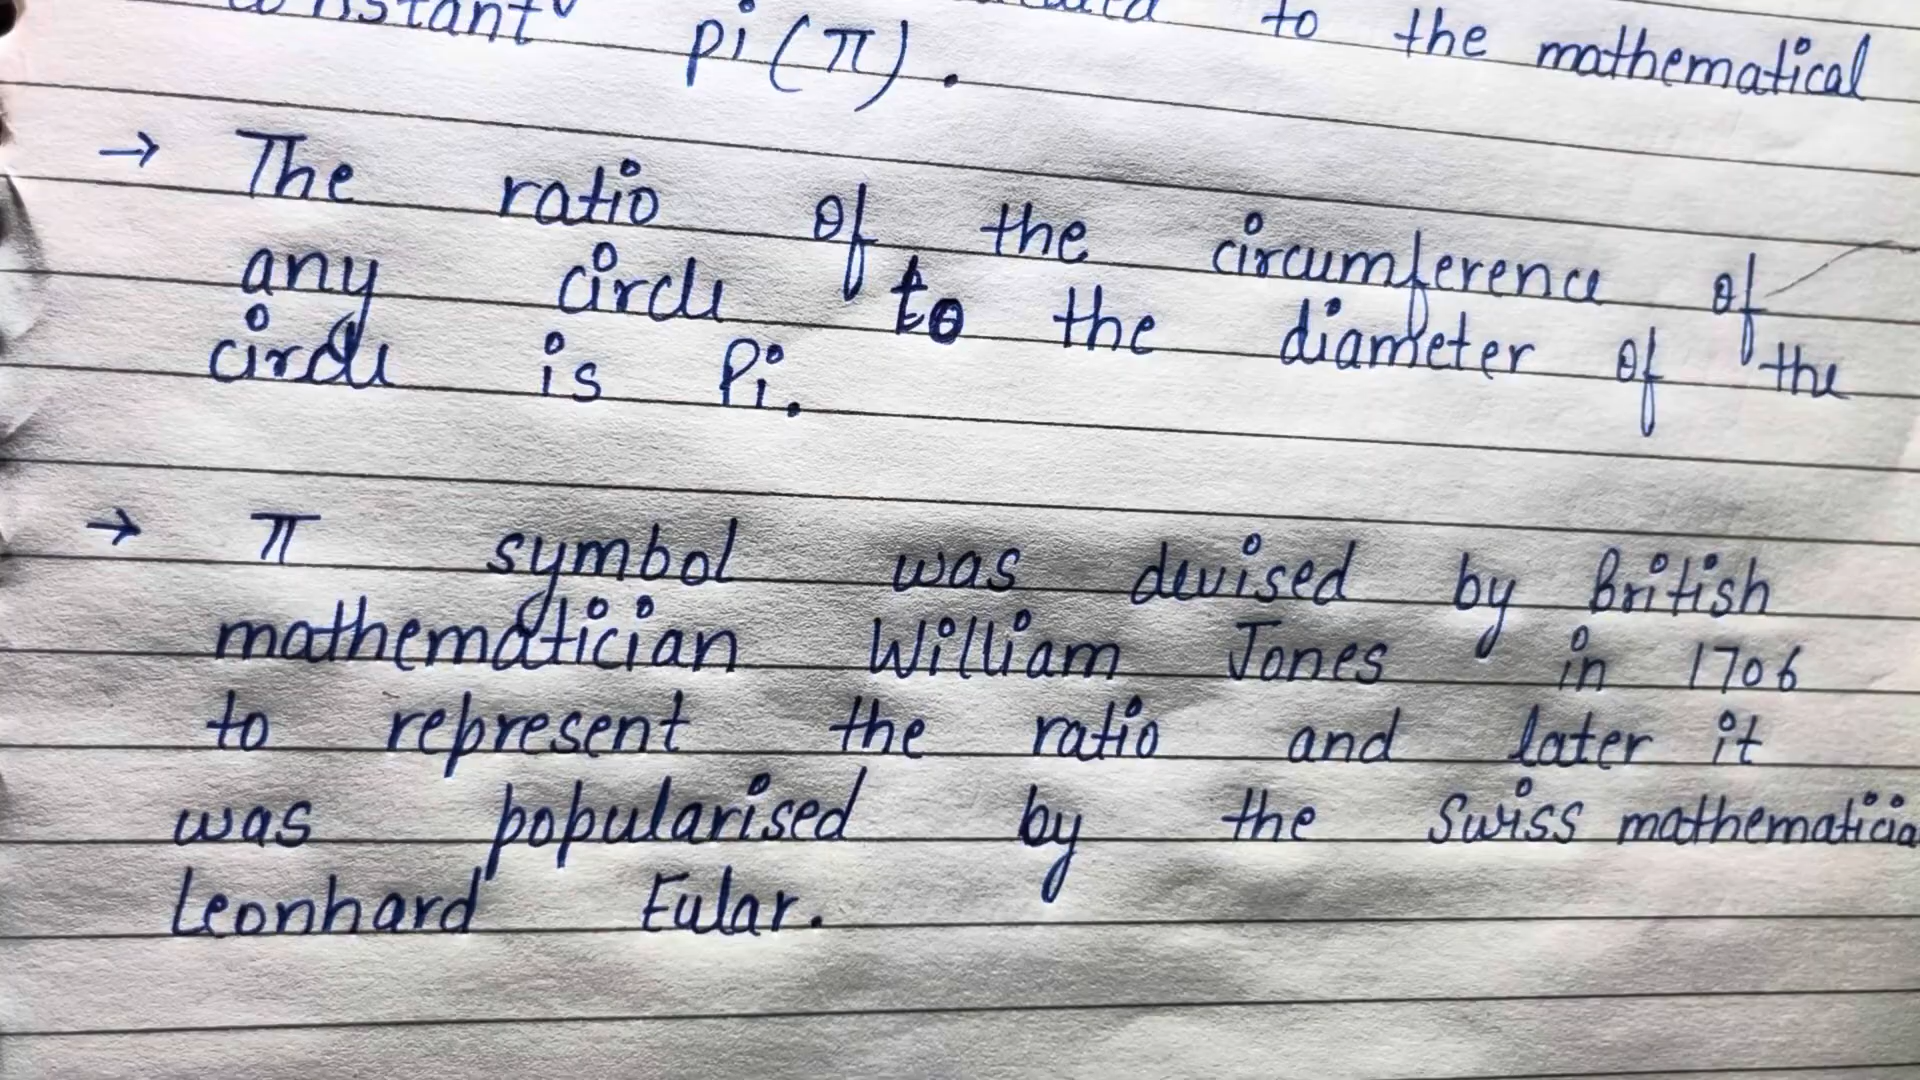 to the mathematical
constant pi (π).
→ The ratio of the circumference of
any circle to the diameter of the
circle is Pi.
→ π symbol was devised by British
mathematician William Jones in 1706
to represent the ratio and later it
was popularised by the Swiss mathematicia
Leonhard Eular.